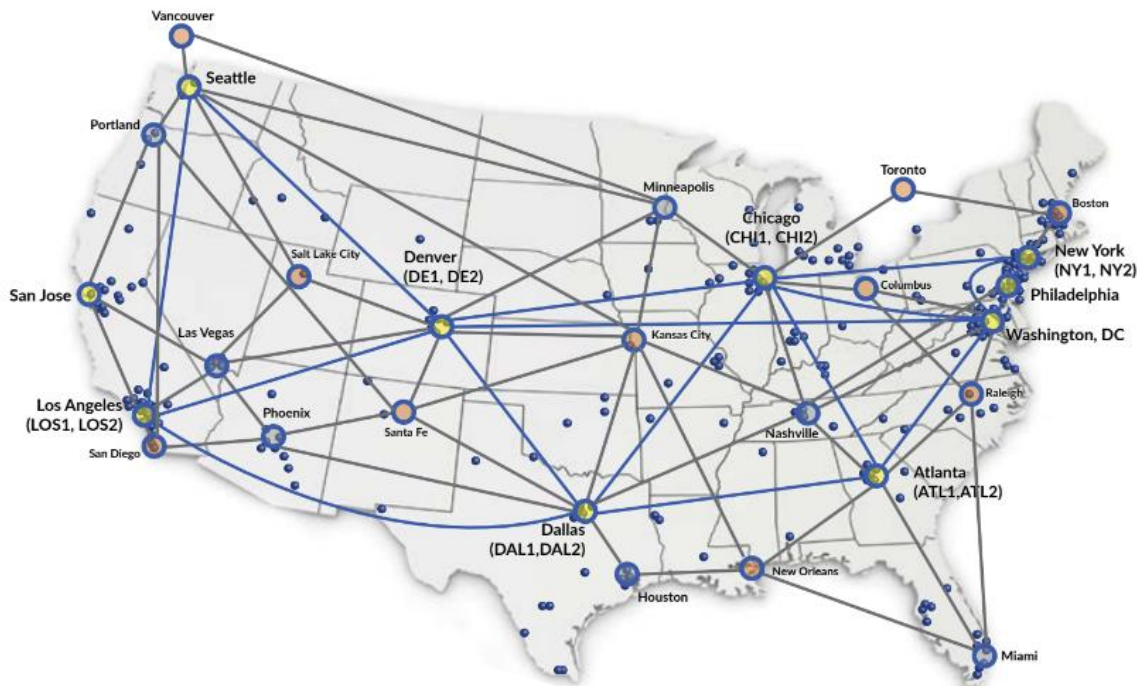 Vancouver
Seattle
Portland
Minneapolis
Toronto
Chicago
(CHI1, CHI2)
Boston
Salt Lake City
Denver
(DE1, DE2)
New York
(NY1, NY2)
San Jose
Columbus
Philadelphia
Las Vegas
Kansas City
Washington, DC
Los Angeles
(LOS1, LOS2)
Phoenix
Santa Fe
Nashville
Raleigh
San Diego
Atlanta
(ATL1,ATL2)
Dallas
(DAL1,DAL2)
New Orleans
Houston
Miami